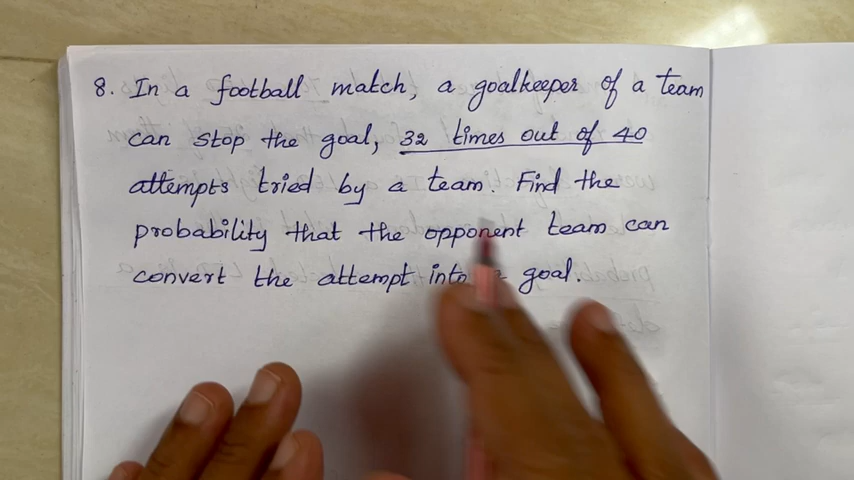 8. In a football match, a goalkeeper of a team
can stop the goal, 32 times out of 40
attempts tried by a team. Find the
probability that the opponent team can
convert the attempt into goal.